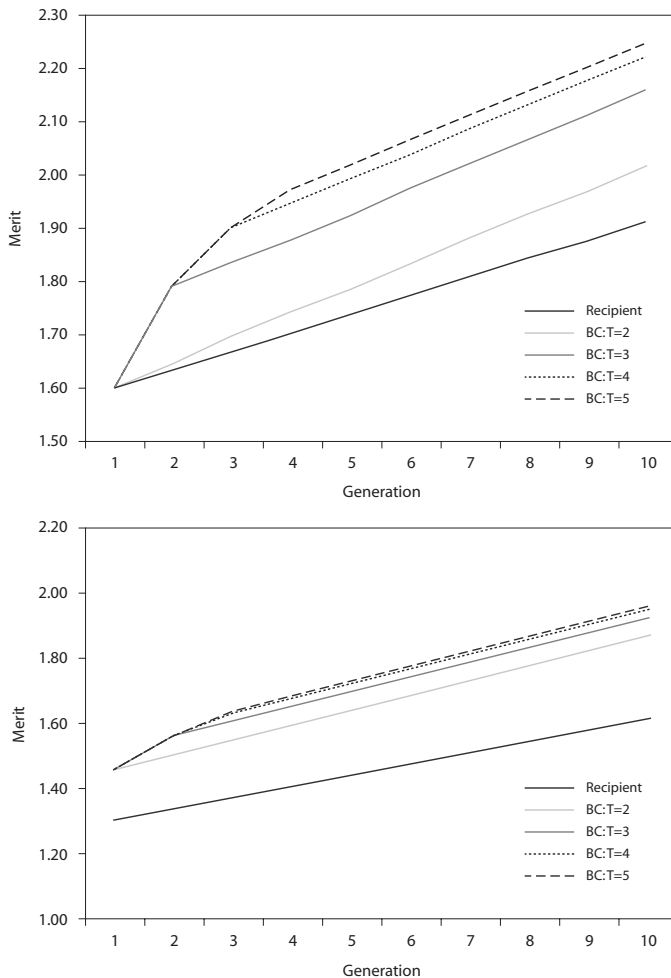 2.30
2.20
2.10
2.00
1.90
1.80
1.70
1.60
1.50
Merit
Recipient
BC:T=2
BC:T=3
BC:T=4
BC:T=5
1 2 3 4 5 6 7 8 9 10
Generation
2.20
2.00
1.80
1.60
1.40
1.20
1.00
Merit
Recipient
BC:T=2
BC:T=3
BC:T=4
BC:T=5
1 2 3 4 5 6 7 8 9 10
Generation